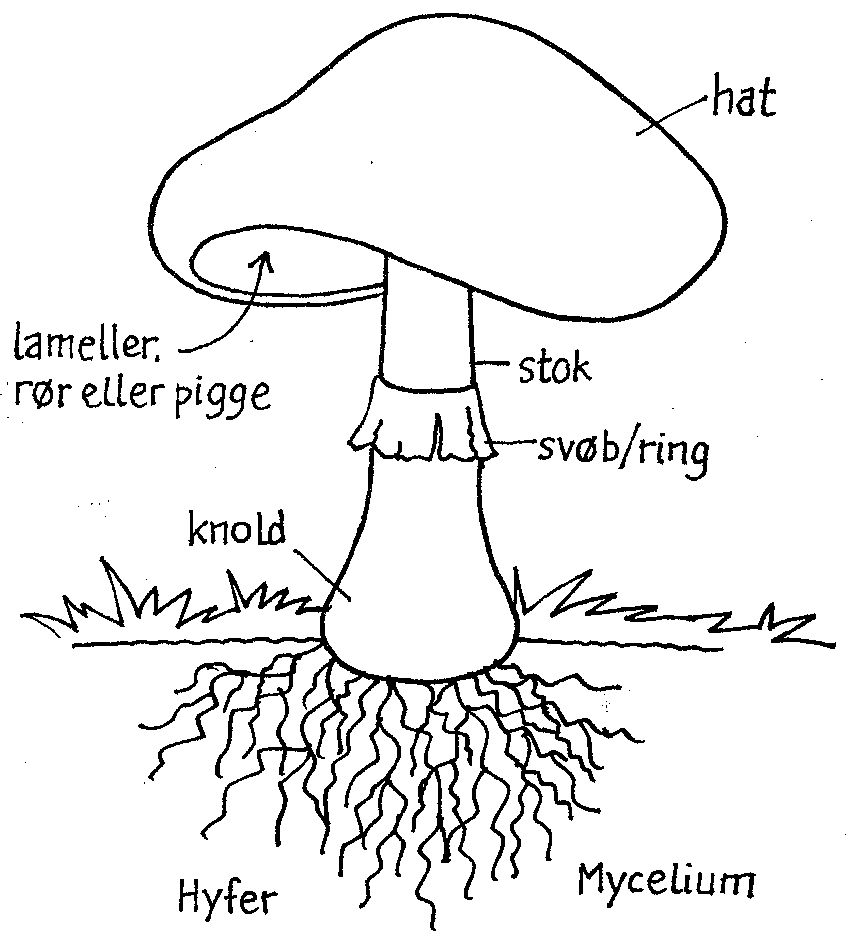 hat
lameller,
rør eller pigge
stok
svøb/ring
knold
Hyfer
Mycelium